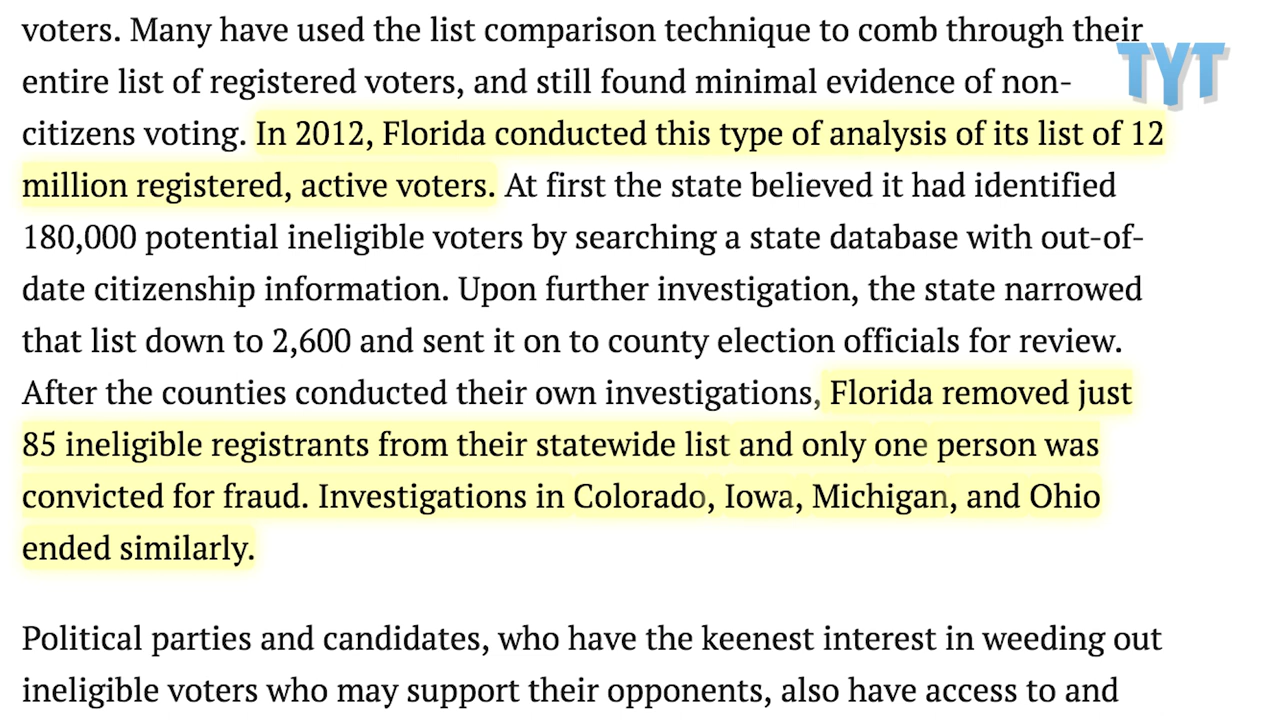 voters. Many have used the list comparison technique to comb through their
TYT
entire list of registered voters, and still found minimal evidence of non-
citizens voting. In 2012, Florida conducted this type of analysis of its list of 12
million registered, active voters. At first the state believed it had identified
180,000 potential ineligible voters by searching a state database with out-of-
date citizenship information. Upon further investigation, the state narrowed
that list down to 2,600 and sent it on to county election officials for review.
After the counties conducted their own investigations, Florida removed just
85 ineligible registrants from their statewide list and only one person was
convicted for fraud. Investigations in Colorado, Iowa, Michigan, and Ohio
ended similarly.
Political parties and candidates, who have the keenest interest in weeding out
ineligible voters who may support their opponents, also have access to and